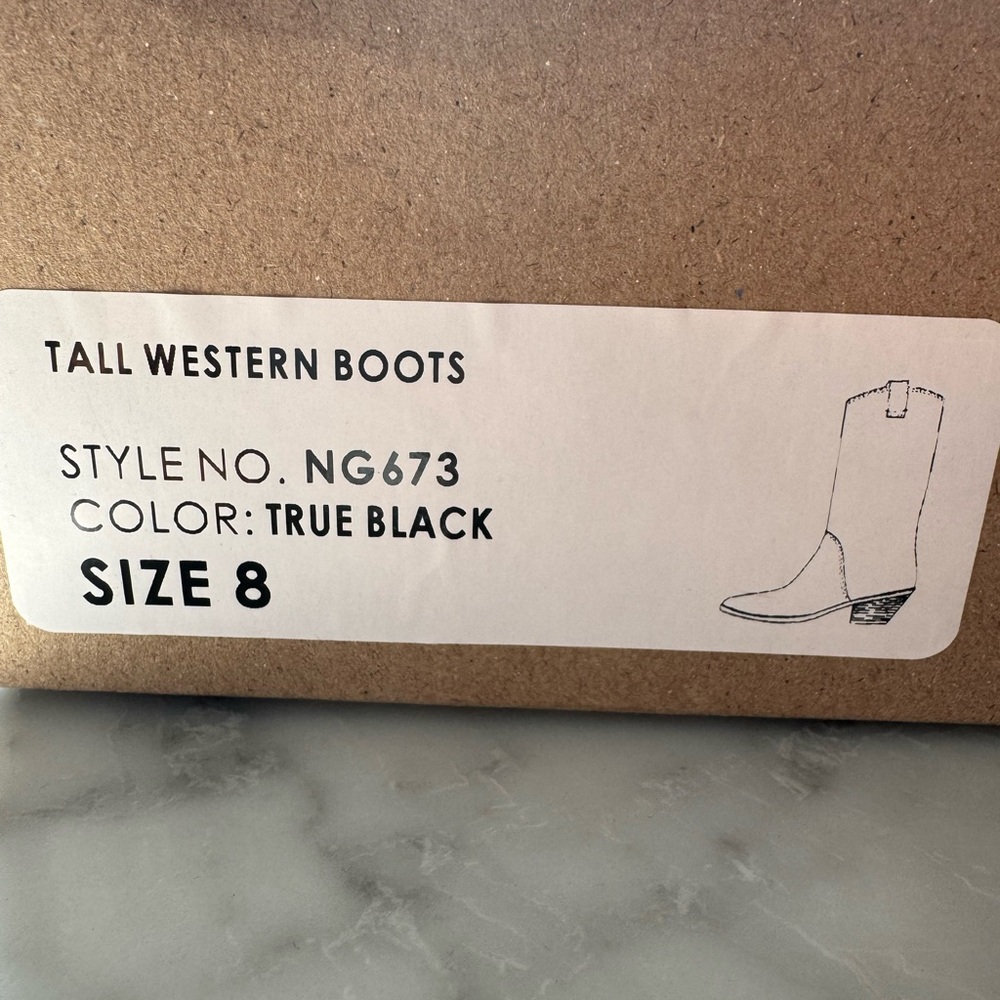 TALL WESTERN BOOTS
STYLE NO. NG673
COLOR: TRUE BLACK
SIZE 8